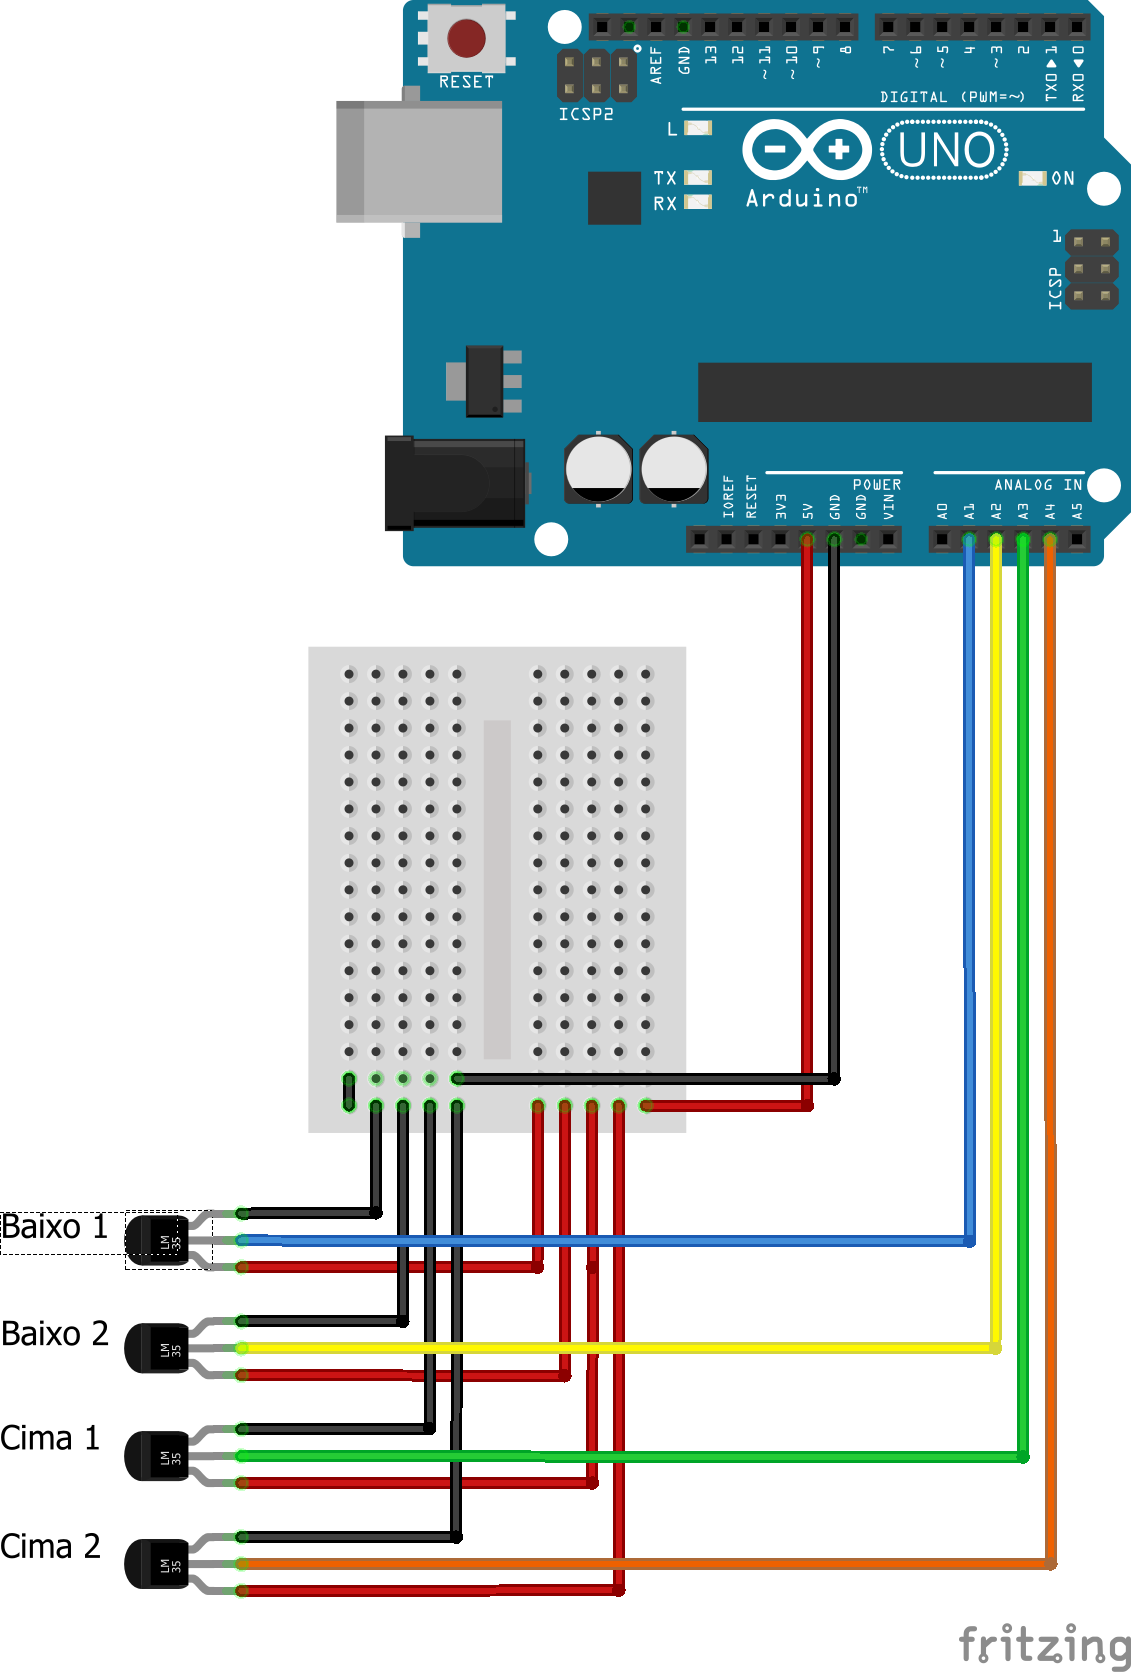 RESET
ICSP2
AREF
GND
13
12
~11
~10
~9
8
7
~6
~5
4
~3
2
TX0▶1
RX0◀0
DIGITAL (PWM=~)
L
TX
RX
Arduino™
UNO
ON
1
ICSP
IOREF
RESET
3V3
5V
GND
GND
VIN
POWER
ANALOG IN
A0
A1
A2
A3
A4
A5
Baixo 1
LM
35
Baixo 2
LM
35
Cima 1
LM
35
Cima 2
LM
35
fritzing